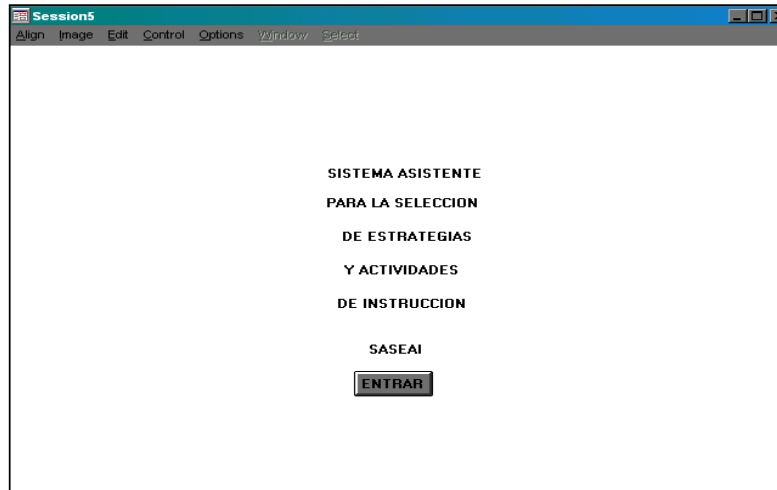 Session5
Align Image Edit Control Options Window Select
SISTEMA ASISTENTE
PARA LA SELECCION
DE ESTRATEGIAS
Y ACTIVIDADES
DE INSTRUCCION
SASEAI
ENTRAR